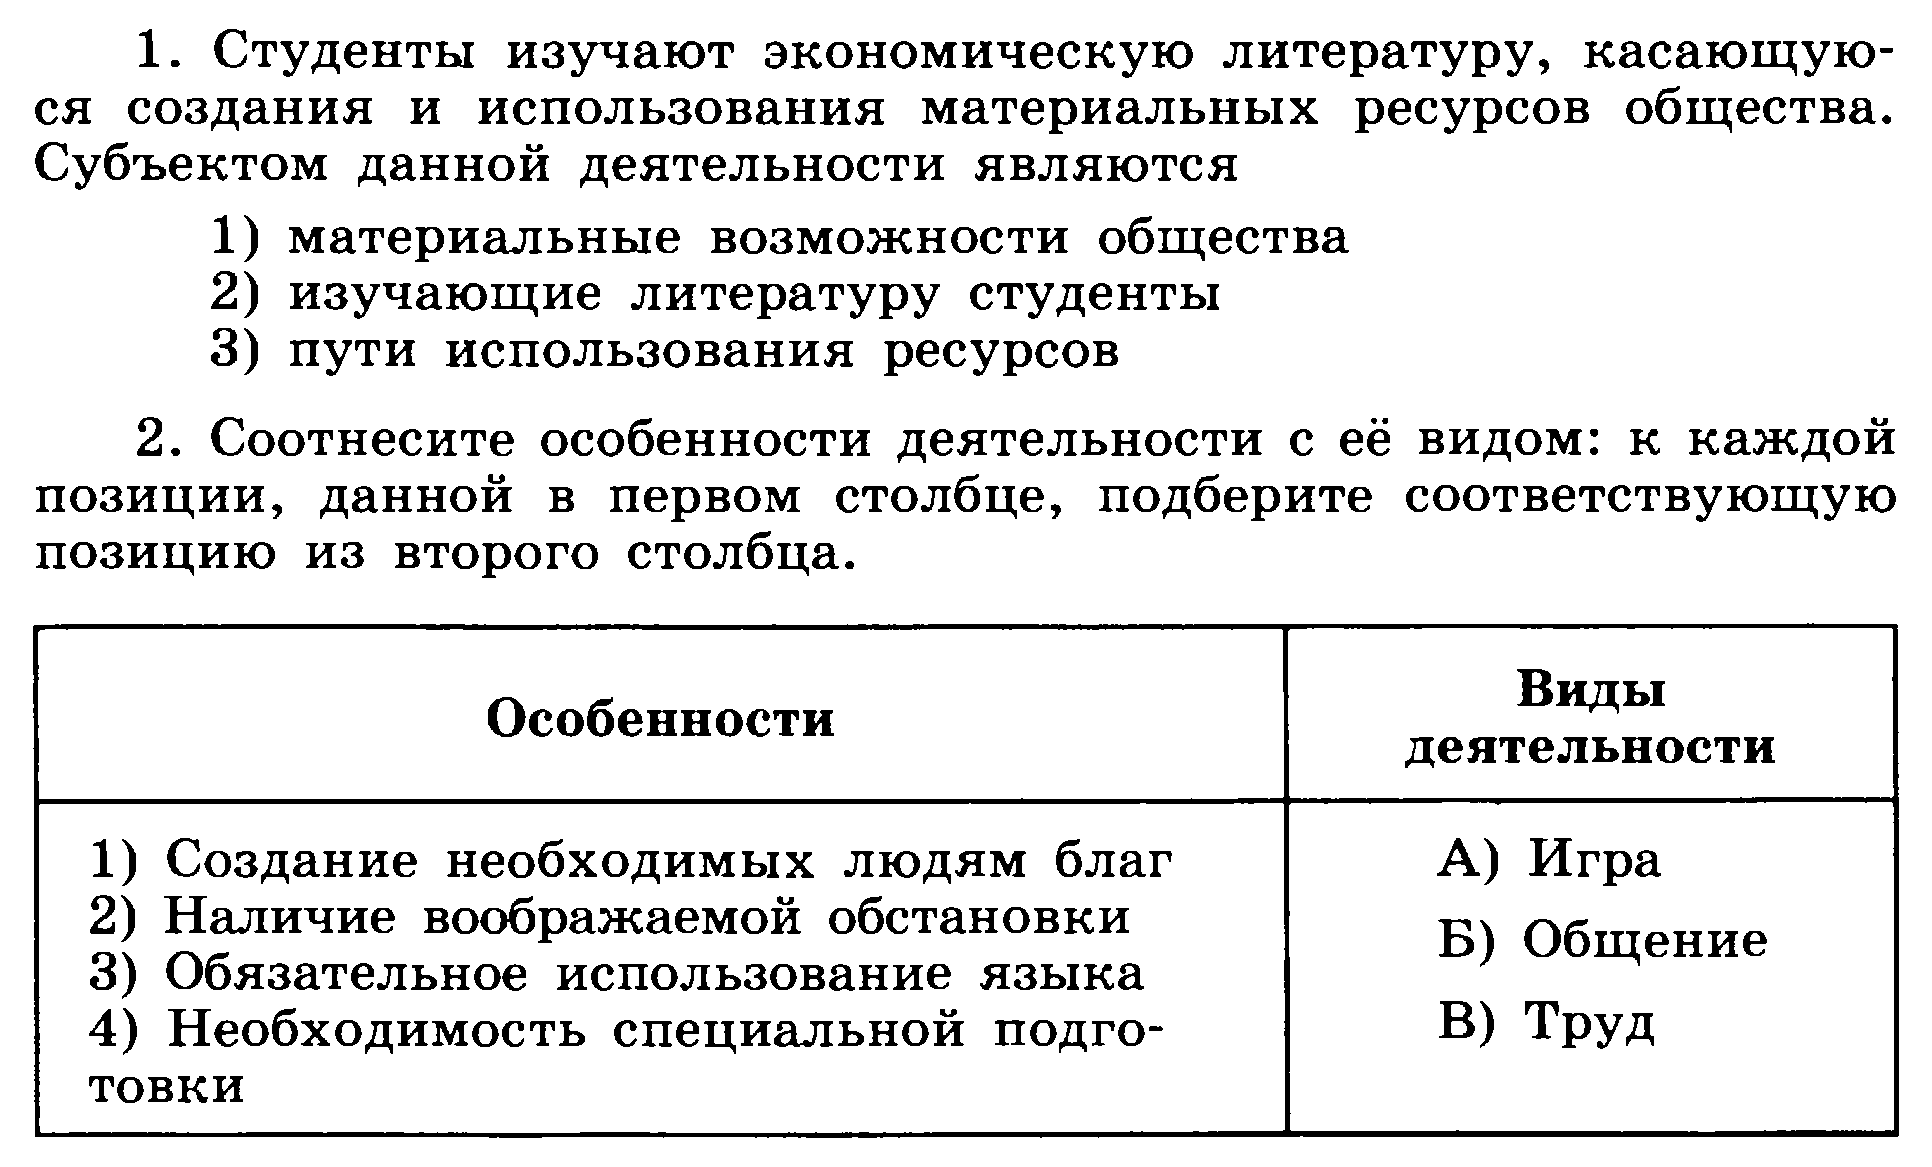 1. Студенты изучают экономическую литературу, касающую-
ся создания и использования материальных ресурсов общества.
Субъектом данной деятельности являются
1) материальные возможности общества
2) изучающие литературу студенты
3) пути использования ресурсов
2. Соотнесите особенности деятельности с её видом: к каждой
позиции, данной в первом столбце, подберите соответствующую
позицию из второго столбца.
Особенности
Виды
деятельности
1) Создание необходимых людям благ
2) Наличие воображаемой обстановки
3) Обязательное использование языка
4) Необходимость специальной подго-
товки
А) Игра
Б) Общение
В) Труд